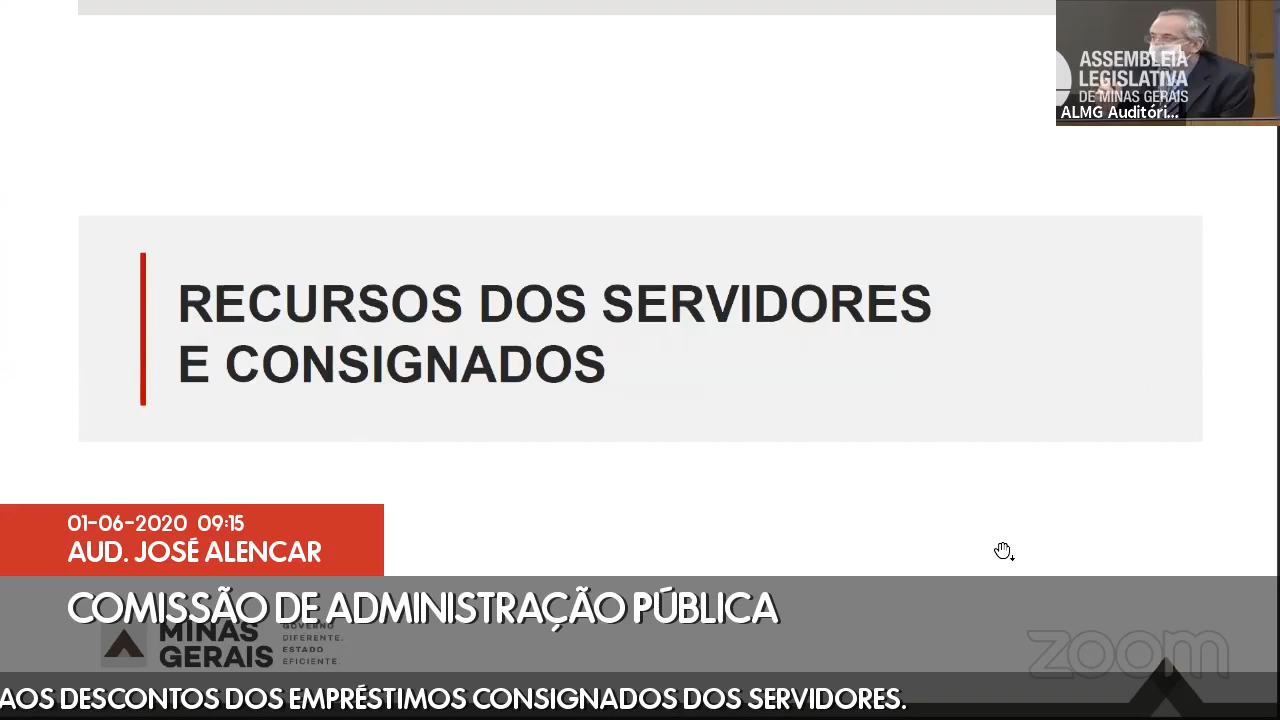 ASSEMBLEIA
LEGISLATIVA
DE MINAS GERAIS
ALMG Auditóri...
RECURSOS DOS SERVIDORES
E CONSIGNADOS
01-06-2020 09:15
AUD. JOSÉ ALENCAR
COMISSÃO DE ADMINISTRAÇÃO PÚBLICA
MINAS
GERAIS
GOVERNO
DIFERENTE.
ESTADO
EFICIENTE.
zoom
AOS DESCONTOS DOS EMPRÉSTIMOS CONSIGNADOS DOS SERVIDORES.